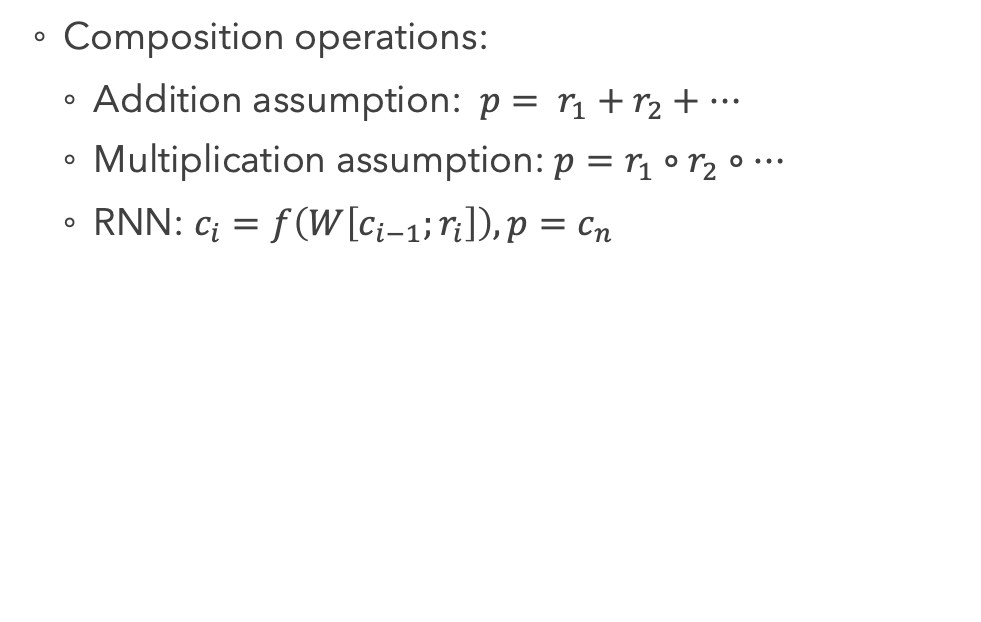 ◦ Composition operations:
◦ Addition assumption: 𝑝 = 𝑟₁ + 𝑟₂ + ⋯
◦ Multiplication assumption: 𝑝 = 𝑟₁ ∘ 𝑟₂ ∘ ⋯
◦ RNN: 𝑐ᵢ = 𝑓(𝑊[𝑐ᵢ₋₁; 𝑟ᵢ]), 𝑝 = 𝑐ₙ